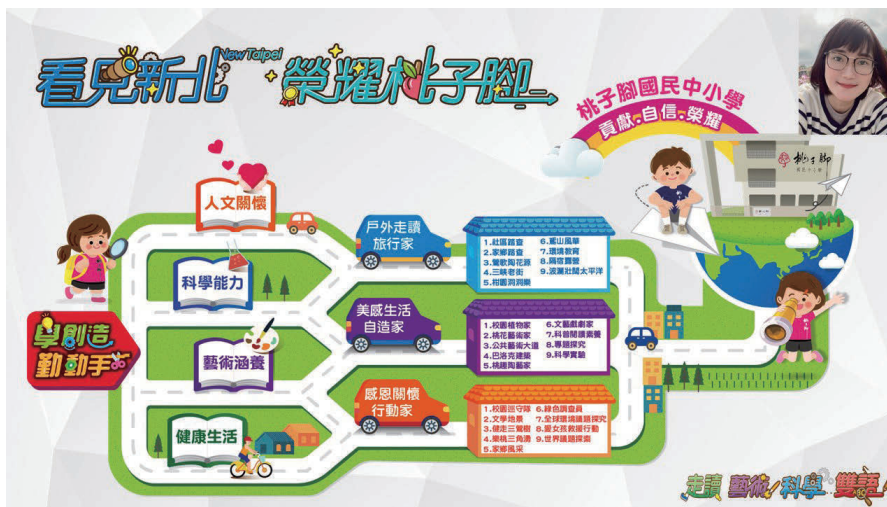 看見新北 New Taipei 榮耀桃子腳
桃子腳國民中小學
貢獻.自信.榮耀
桃子腳
人文關懷
科學能力
藝術涵養
健康生活
學創造
勤動手
戶外走讀
旅行家
1.社區踏查
2.家鄉踏查
3.鶯歌陶花源
4.三峽老街
5.柑園洞洞樂
6.鳶山風華
7.環境教育
8.隔宿露營
9.波瀾壯闊太平洋
美感生活
自造家
1.校園植物家
2.桃花藝術家
3.公共藝術大道
4.巴洛克建築
5.桃趣陶藝家
6.文藝戲劇家
7.科普閱讀素養
8.專題探究
9.科學實驗
感恩關懷
行動家
1.校園巡守隊
2.文學地景
3.健走三鶯樹
4.樂桃三角湧
5.家鄉風采
6.綠色調查員
7.全球環境議題探究
8.愛女孩救援行動
9.世界議題探索
走讀 藝術 科學 雙語